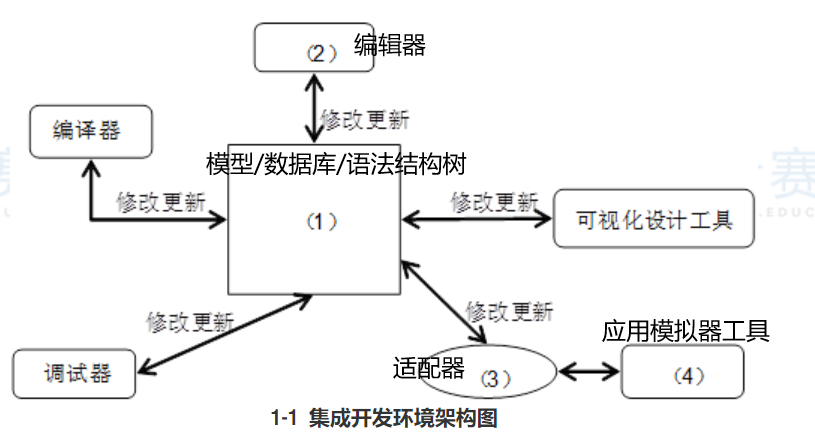 （2） 编辑器
修改更新
编译器
模型/数据库/语法结构树
修改更新
（1）
修改更新
可视化设计工具
赛
.EDUC
修改更新
修改更新
应用模拟器工具
调试器
适配器
（3）
（4）
1-1 集成开发环境架构图